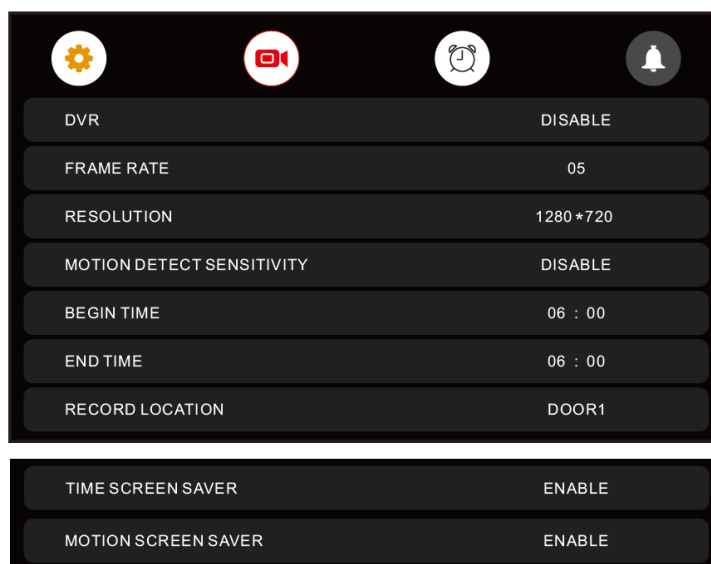 DVR DISABLE
FRAME RATE 05
RESOLUTION 1280*720
MOTION DETECT SENSITIVITY DISABLE
BEGIN TIME 06 : 00
END TIME 06 : 00
RECORD LOCATION DOOR1
TIME SCREEN SAVER ENABLE
MOTION SCREEN SAVER ENABLE